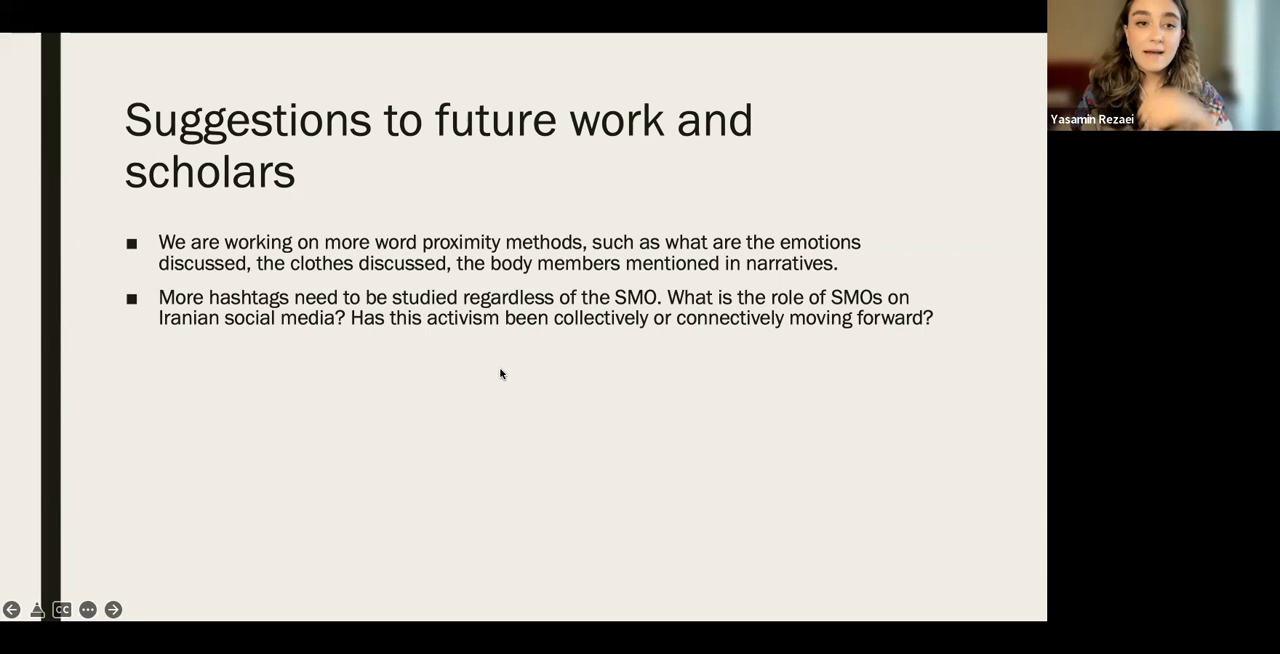 Suggestions to future work and
scholars
■ We are working on more word proximity methods, such as what are the emotions
discussed, the clothes discussed, the body members mentioned in narratives.
■ More hashtags need to be studied regardless of the SMO. What is the role of SMOs on
Iranian social media? Has this activism been collectively or connectively moving forward?
Yasamin Rezaei
CC